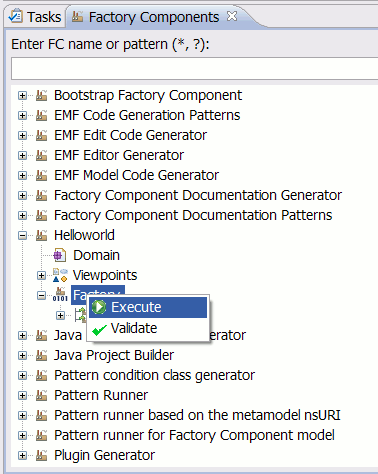 Tasks Factory Components
Enter FC name or pattern (*, ?):
Bootstrap Factory Component
EMF Code Generation Patterns
EMF Edit Code Generator
EMF Editor Generator
EMF Model Code Generator
Factory Component Documentation Generator
Factory Component Documentation Patterns
Helloworld
Domain
Viewpoints
Factory
Execute
Validate
Java erator
Java Project Builder
Pattern condition class generator
Pattern Runner
Pattern runner based on the metamodel nsURI
Pattern runner for Factory Component model
Plugin Generator